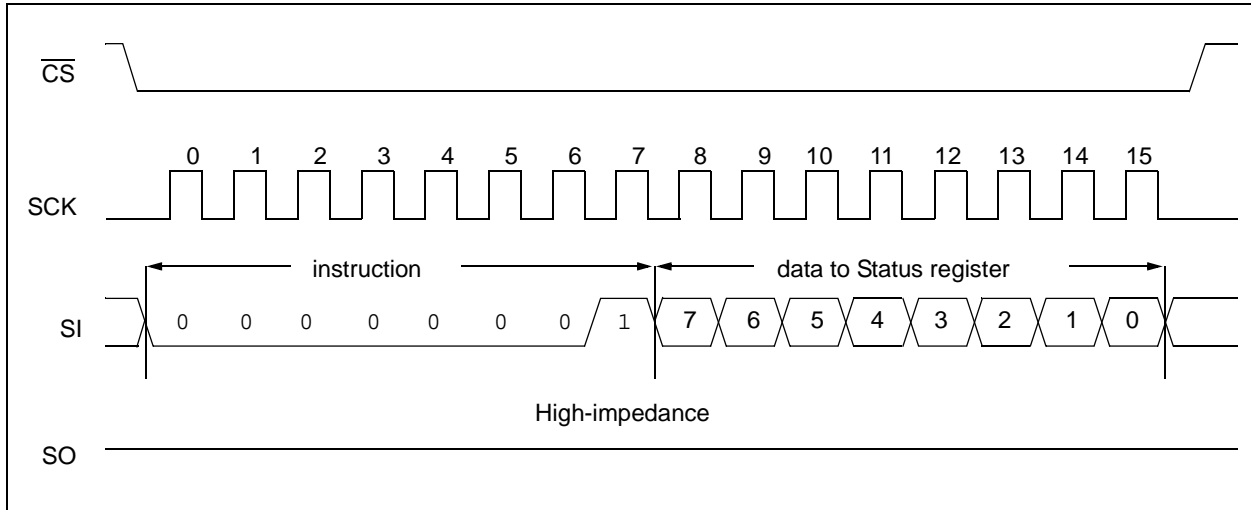 CS
0 1 2 3 4 5 6 7 8 9 10 11 12 13 14 15
SCK
instruction data to Status register
SI 0 0 0 0 0 0 0 1 7 6 5 4 3 2 1 0
High-impedance
SO